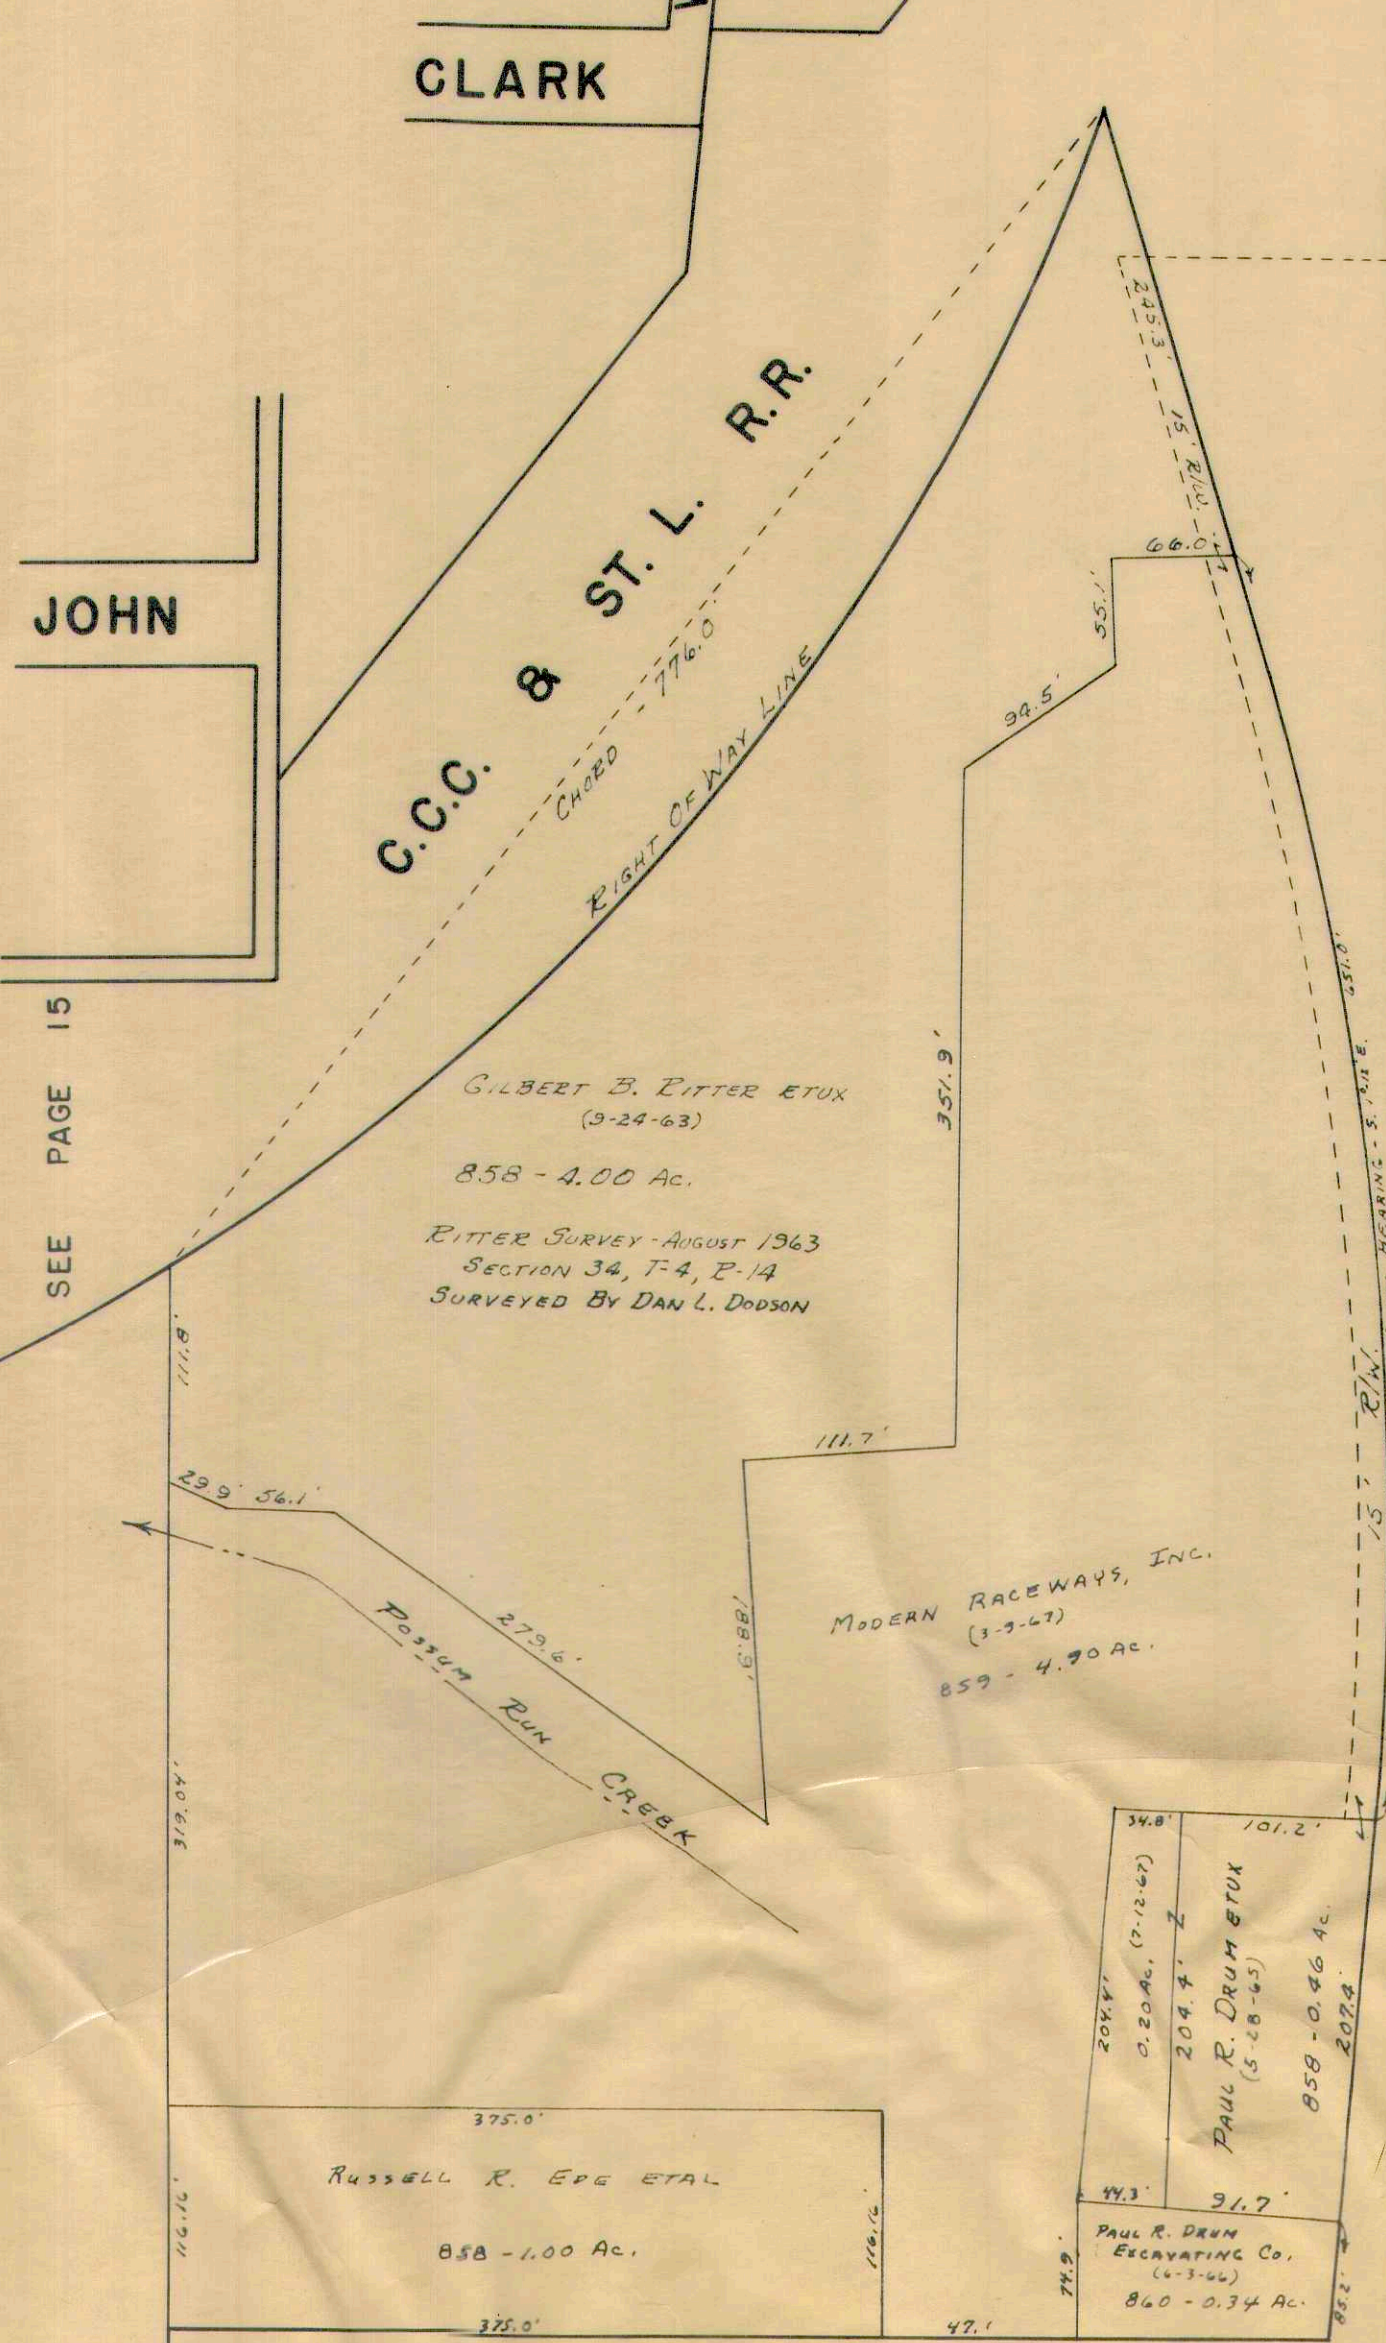 CLARK
JOHN
C.C.C. & ST. L. R.R.
CHORD - 776.0'
RIGHT OF WAY LINE
245.3'
15' R/W.
66.0
55.1'
94.5'
351.9'
651.0'
BEARING - S. 1°12' E.
SEE PAGE 15
GILBERT B. RITTER ETUX
(9-24-63)
858 - 4.00 AC.
RITTER SURVEY - AUGUST 1963
SECTION 34, T-4, R-14
SURVEYED BY DAN L. DODSON
111.8'
29.9' 56.1'
279.6'
POSSUM RUN CREEK
111.7'
188.9'
MODERN RACEWAYS, INC.
(3-9-67)
859 - 4.90 AC.
15' R/W.
319.04'
34.8'
101.2'
204.4'
0.20 AC. (7-12-67)
204.4' Z
PAUL R. DRUM ETUX
(5-28-65)
858 - 0.46 AC.
207.4'
44.3'
91.7'
375.0'
RUSSELL R. EDE ETAL
858 - 1.00 AC.
116.16'
116.16'
375.0'
47.1
74.9'
PAUL R. DRUM
EXCAVATING CO.
(6-3-66)
860 - 0.34 AC.
85.2'